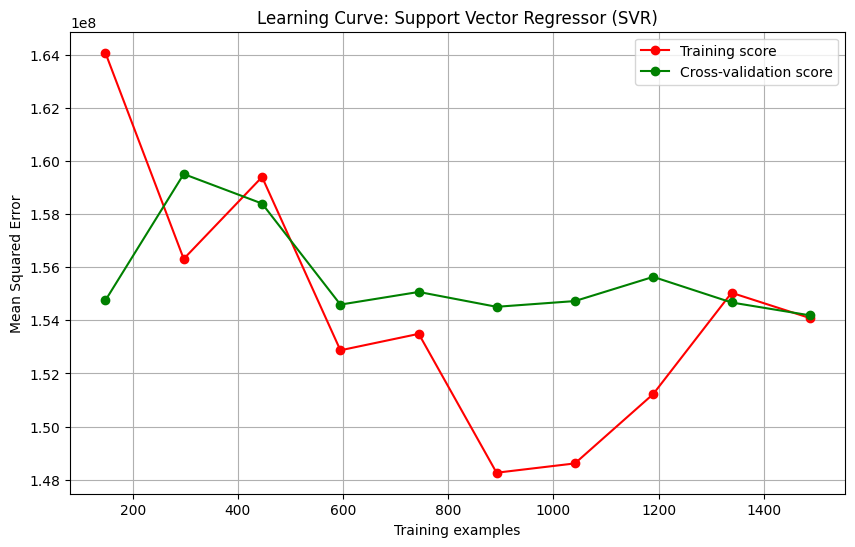 Learning Curve: Support Vector Regressor (SVR)
1e8
1.64
1.62
1.60
1.58
1.56
1.54
1.52
1.50
1.48
Mean Squared Error
Training score
Cross-validation score
200 400 600 800 1000 1200 1400
Training examples